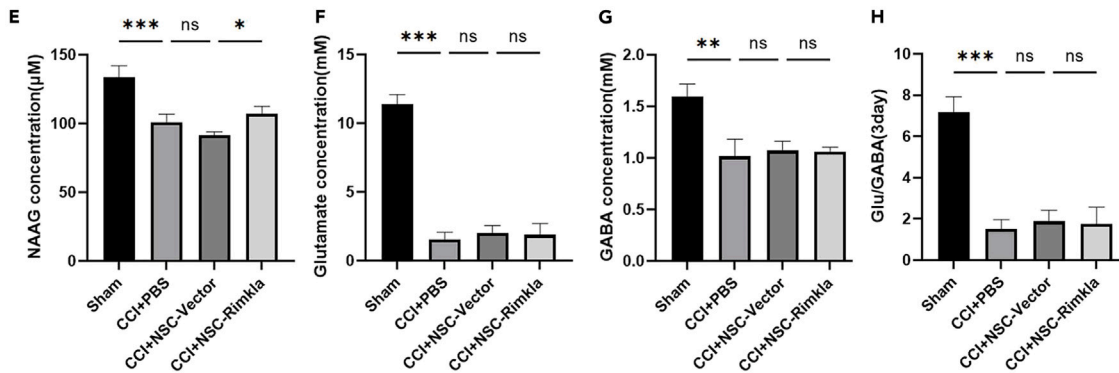 E
*** ns *
NAAG concentration(μM)
150
100
50
0
Sham
CCI+PBS
CCI+NSC-Vector
CCI+NSC-Rimkla
F
*** ns ns
Glutamate concentration(mM)
15
10
5
0
Sham
CCI+PBS
CCI+NSC-Vector
CCI+NSC-Rimkla
G
** ns ns
GABA concentration(mM)
2.0
1.5
1.0
0.5
0.0
Sham
CCI+PBS
CCI+NSC-Vector
CCI+NSC-Rimkla
H
*** ns ns
Glu/GABA(3day)
10
8
6
4
2
0
Sham
CCI+PBS
CCI+NSC-Vector
CCI+NSC-Rimkla